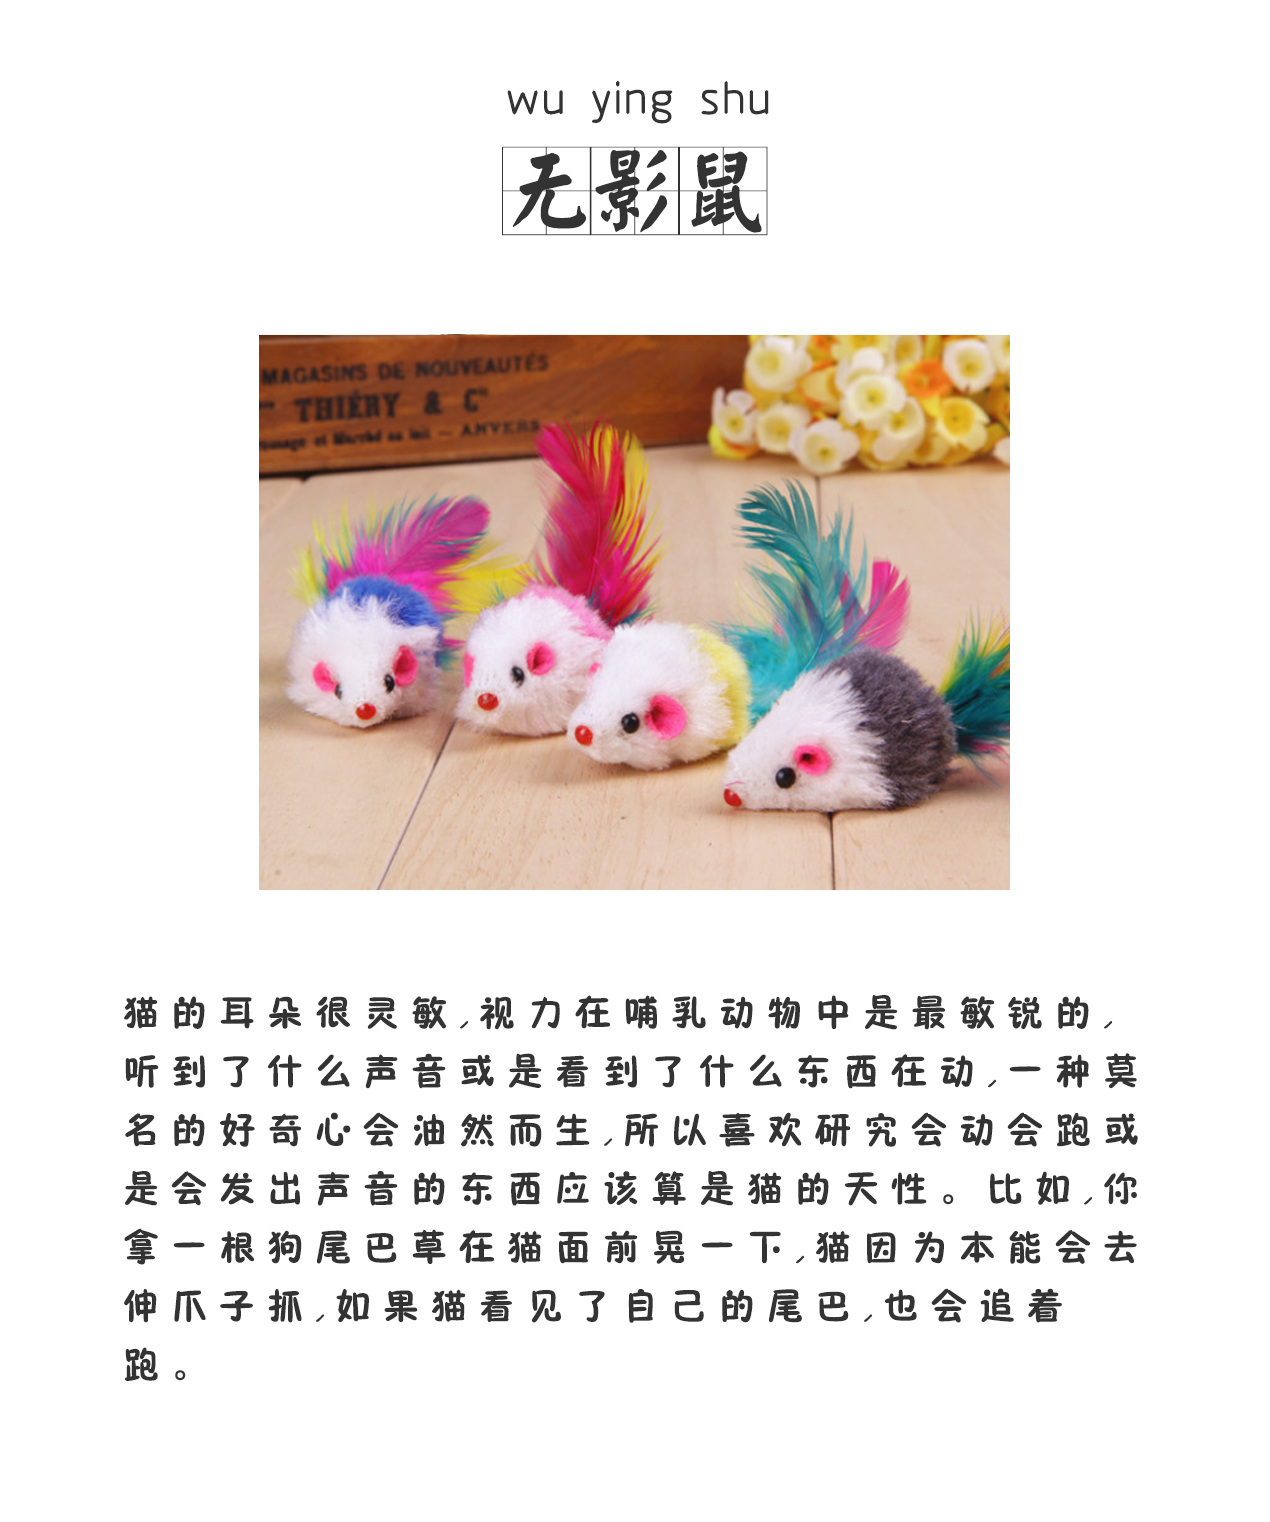 wu ying shu
无影鼠
MAGASINS DE NOUVEAUTÉS
THIÉRY & Cie
et Marché au lait — ANVERS
猫的耳朵很灵敏,视力在哺乳动物中是最敏锐的,
听到了什么声音或是看到了什么东西在动,一种莫
名的好奇心会油然而生,所以喜欢研究会动会跑或
是会发出声音的东西应该算是猫的天性。比如,你
拿一根狗尾巴草在猫面前晃一下,猫因为本能会去
伸爪子抓,如果猫看见了自己的尾巴,也会追着
跑。